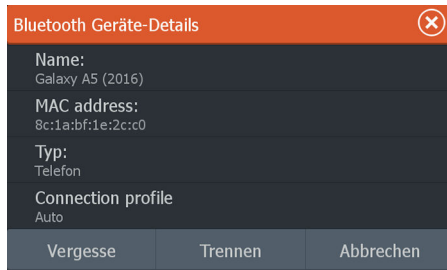 Bluetooth Geräte-Details
Name:
Galaxy A5 (2016)
MAC address:
8c:1a:bf:1e:2c:c0
Typ:
Telefon
Connection profile
Auto
Vergesse Trennen Abbrechen